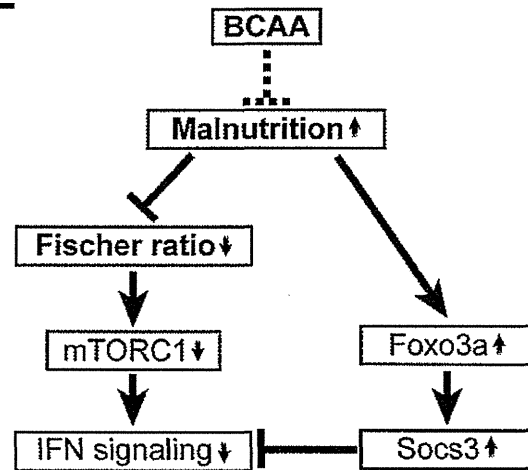 BCAA
Malnutrition↑
Fischer ratio↓
mTORC1↓
Foxo3a↑
IFN signaling↓
Socs3↑